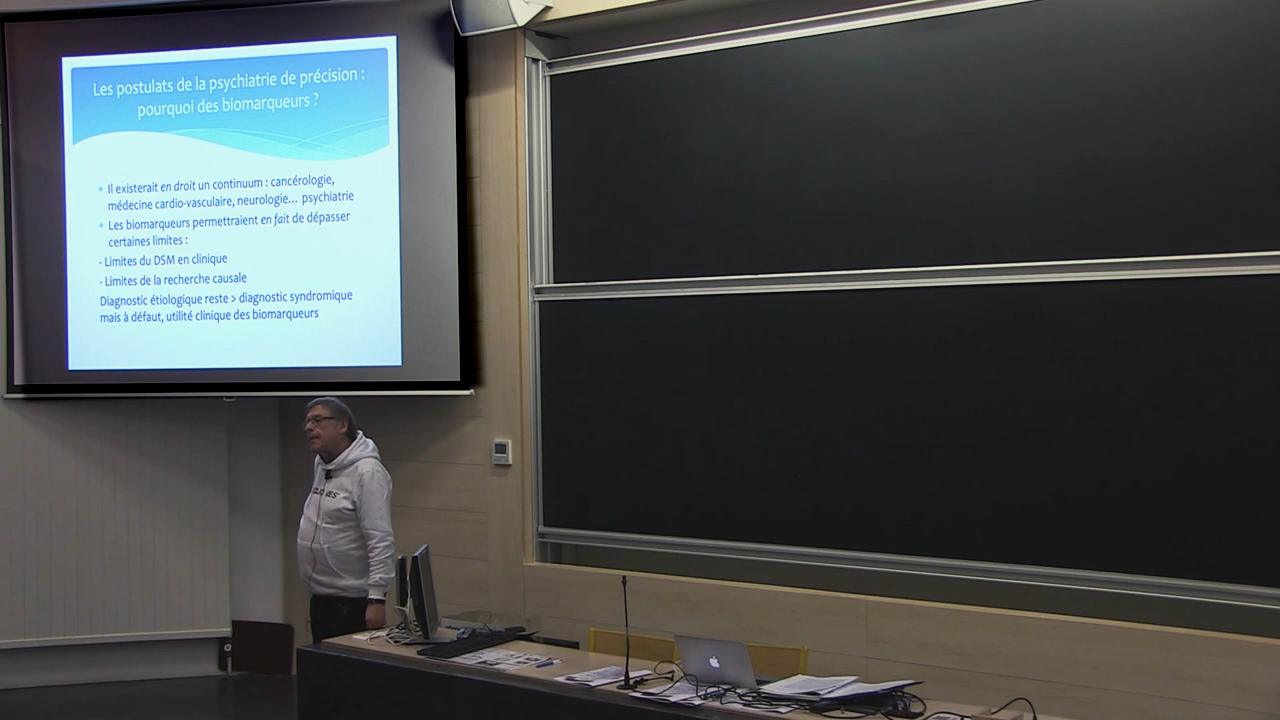 Les postulats de la psychiatrie de précision :
pourquoi des biomarqueurs ?
Il existerait en droit un continuum : cancérologie,
médecine cardio-vasculaire, neurologie... psychiatrie
Les biomarqueurs permettraient en fait de dépasser
certaines limites :
- Limites du DSM en clinique
- Limites de la recherche causale
Diagnostic étiologique reste > diagnostic syndromique
mais à défaut, utilité clinique des biomarqueurs